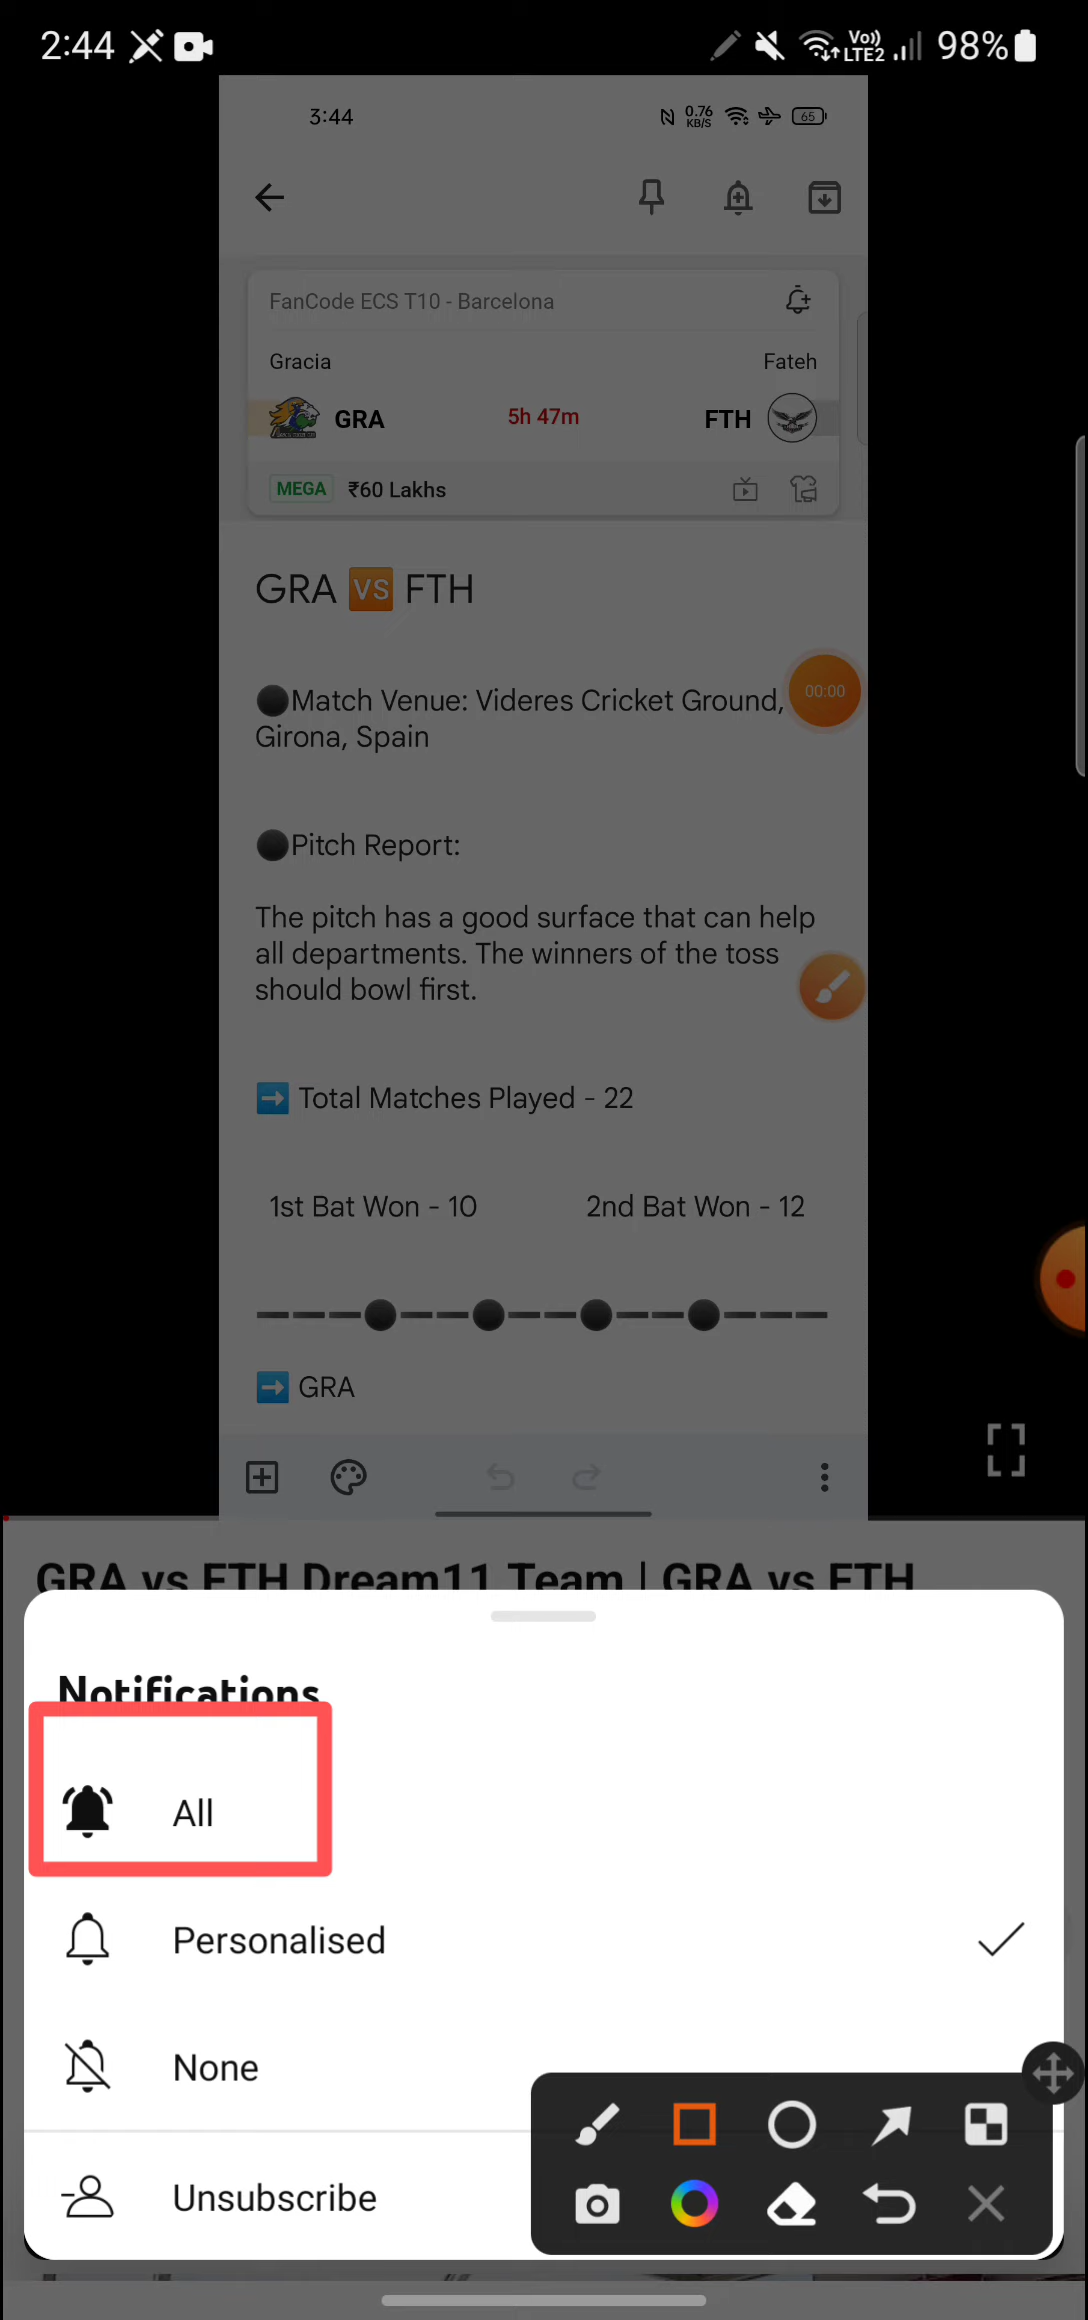 2:44
Vo))
LTE2
98%
3:44
0.76
KB/S
65
FanCode ECS T10 - Barcelona
Gracia
Fateh
GRA
5h 47m
FTH
MEGA
₹60 Lakhs
GRA 🆚 FTH
⚫Match Venue: Videres Cricket Ground,
Girona, Spain
00:00
⚫Pitch Report:
The pitch has a good surface that can help
all departments. The winners of the toss
should bowl first.
➡️ Total Matches Played - 22
1st Bat Won - 10
2nd Bat Won - 12
➡️ GRA
GRA vs FTH Dream11 Team | GRA vs FTH
Notifications
All
Personalised
None
Unsubscribe